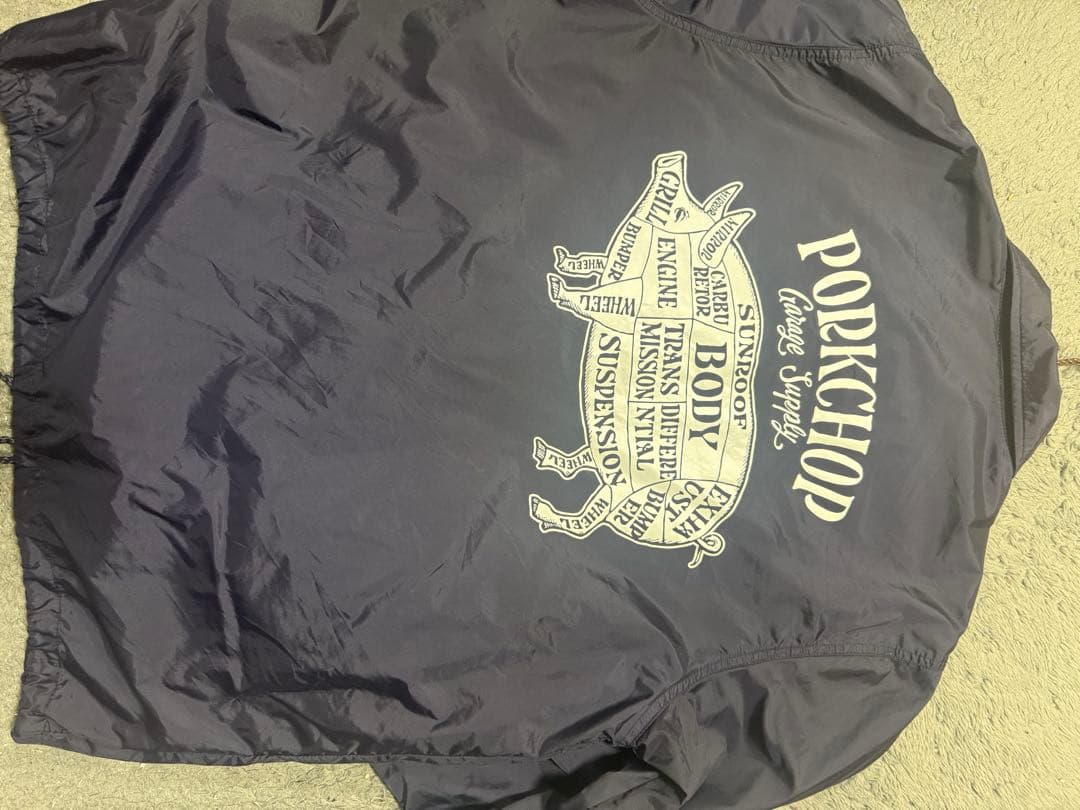 PORKCHOP
Garage Supply
MIRROR
MIRROR
GRILL
SUNROOF
CARBU
RETOR
BODY
ENGINE
TRANS
MISSION
DIFFERE
NTIAL
EXHA
UST
BUMPER
BUMP
ER
SUSPENSION
WHEEL
WHEEL
WHEEL
WHEEL